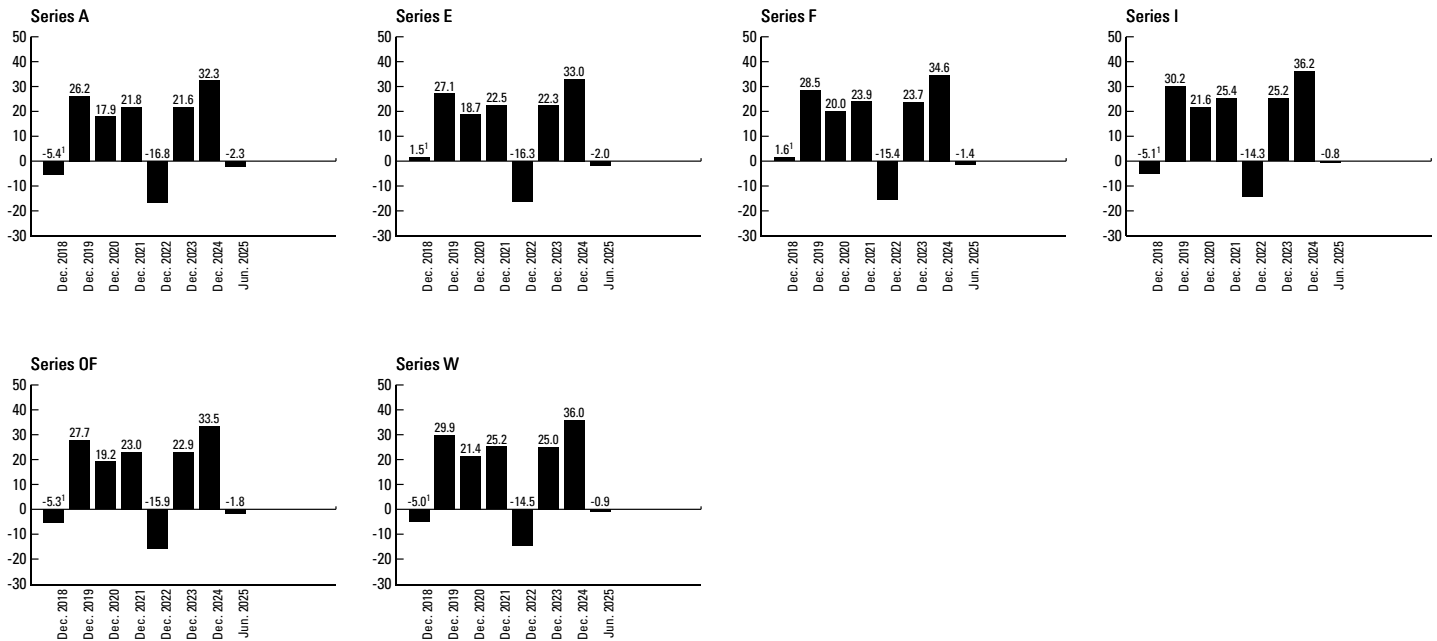 Series A
50
40
30
20
10
0
-10
-20
-30
-5.4¹
26.2
17.9
21.8
-16.8
21.6
32.3
-2.3
Dec. 2018
Dec. 2019
Dec. 2020
Dec. 2021
Dec. 2022
Dec. 2023
Dec. 2024
Jun. 2025
Series E
50
40
30
20
10
0
-10
-20
-30
1.5¹
27.1
18.7
22.5
-16.3
22.3
33.0
-2.0
Dec. 2018
Dec. 2019
Dec. 2020
Dec. 2021
Dec. 2022
Dec. 2023
Dec. 2024
Jun. 2025
Series F
50
40
30
20
10
0
-10
-20
-30
1.6¹
28.5
20.0
23.9
-15.4
23.7
34.6
-1.4
Dec. 2018
Dec. 2019
Dec. 2020
Dec. 2021
Dec. 2022
Dec. 2023
Dec. 2024
Jun. 2025
Series I
50
40
30
20
10
0
-10
-20
-30
-5.1¹
30.2
21.6
25.4
-14.3
25.2
36.2
-0.8
Dec. 2018
Dec. 2019
Dec. 2020
Dec. 2021
Dec. 2022
Dec. 2023
Dec. 2024
Jun. 2025
Series OF
50
40
30
20
10
0
-10
-20
-30
-5.3¹
27.7
19.2
23.0
-15.9
22.9
33.5
-1.8
Dec. 2018
Dec. 2019
Dec. 2020
Dec. 2021
Dec. 2022
Dec. 2023
Dec. 2024
Jun. 2025
Series W
50
40
30
20
10
0
-10
-20
-30
-5.0¹
29.9
21.4
25.2
-14.5
25.0
36.0
-0.9
Dec. 2018
Dec. 2019
Dec. 2020
Dec. 2021
Dec. 2022
Dec. 2023
Dec. 2024
Jun. 2025